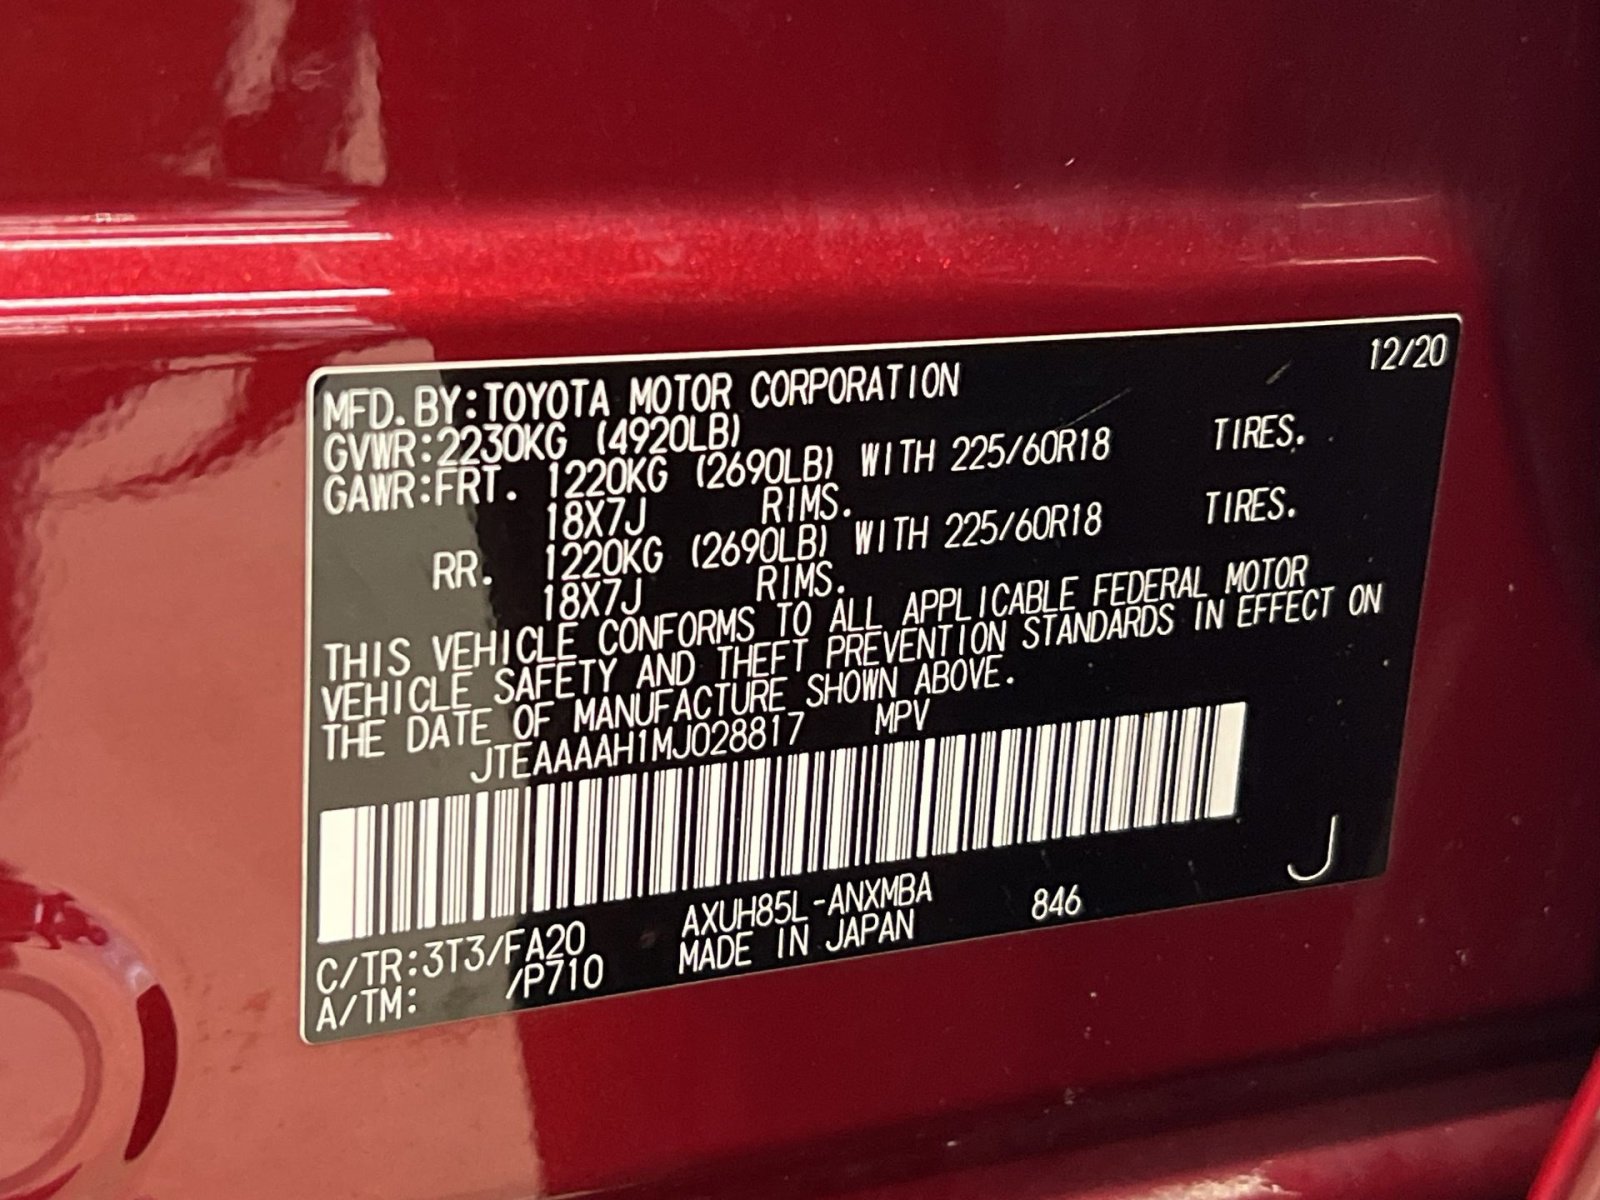 12/20
MFD. BY:TOYOTA MOTOR CORPORATION
GVWR:2230KG (4920LB)
GAWR:FRT. 1220KG (2690LB) WITH 225/60R18 TIRES.
18X7J RIMS.
RR. 1220KG (2690LB) WITH 225/60R18 TIRES.
18X7J RIMS.
THIS VEHICLE CONFORMS TO ALL APPLICABLE FEDERAL MOTOR
VEHICLE SAFETY AND THEFT PREVENTION STANDARDS IN EFFECT ON
THE DATE OF MANUFACTURE SHOWN ABOVE.
JTEAAAAH1MJ028817 MPV
C/TR:3T3/FA20 AXUH85L-ANXMBA 846 J
A/TM: /P710 MADE IN JAPAN